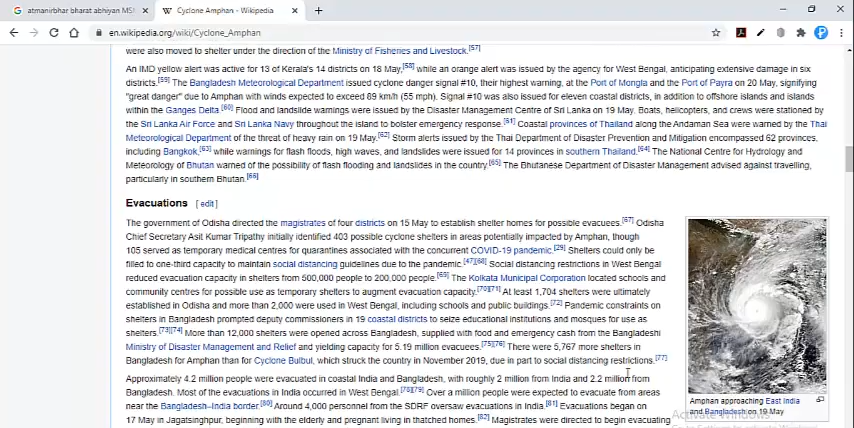 atmanirbhar bharat abhiyan MSM
Cyclone Amphan - Wikipedia
en.wikipedia.org/wiki/Cyclone_Amphan
were also moved to shelter under the direction of the Ministry of Fisheries and Livestock.[57]
An IMD yellow alert was active for 13 of Kerala's 14 districts on 18 May,[58] while an orange alert was issued by the agency for West Bengal, anticipating extensive damage in six
districts.[59] The Bangladesh Meteorological Department issued cyclone danger signal #10, their highest warning, at the Port of Mongla and the Port of Payra on 20 May, signifying
"great danger" due to Amphan with winds expected to exceed 89 km/h (55 mph). Signal #10 was also issued for eleven coastal districts, in addition to offshore islands and islands
within the Ganges Delta.[60] Flood and landslide warnings were issued by the Disaster Management Centre of Sri Lanka on 19 May. Boats, helicopters, and crews were stationed by
the Sri Lanka Air Force and Sri Lanka Navy throughout the island to bolster emergency response.[61] Coastal provinces of Thailand along the Andaman Sea were warned by the Thai
Meteorological Department of the threat of heavy rain on 19 May.[62] Storm alerts issued by the Thai Department of Disaster Prevention and Mitigation encompassed 62 provinces,
including Bangkok,[63] while warnings for flash floods, high waves, and landslides were issued for 14 provinces in southern Thailand.[64] The National Centre for Hydrology and
Meteorology of Bhutan warned of the possibility of flash flooding and landslides in the country.[65] The Bhutanese Department of Disaster Management advised against travelling,
particularly in southern Bhutan.[66]
Evacuations [ edit ]
The government of Odisha directed the magistrates of four districts on 15 May to establish shelter homes for possible evacuees.[67] Odisha
Chief Secretary Asit Kumar Tripathy initially identified 403 possible cyclone shelters in areas potentially impacted by Amphan, though
105 served as temporary medical centres for quarantines associated with the concurrent COVID-19 pandemic.[29] Shelters could only be
filled to one-third capacity to maintain social distancing guidelines due to the pandemic.[47][68] Social distancing restrictions in West Bengal
reduced evacuation capacity in shelters from 500,000 people to 200,000 people.[69] The Kolkata Municipal Corporation located schools and
community centres for possible use as temporary shelters to augment evacuation capacity.[70][71] At least 1,704 shelters were ultimately
established in Odisha and more than 2,000 were used in West Bengal, including schools and public buildings.[72] Pandemic constraints on
shelters in Bangladesh prompted deputy commissioners in 19 coastal districts to seize educational institutions and mosques for use as
shelters.[73][74] More than 12,000 shelters were opened across Bangladesh, supplied with food and emergency cash from the Bangladeshi
Ministry of Disaster Management and Relief and yielding capacity for 5.19 million evacuees.[75][76] There were 5,767 more shelters in
Bangladesh for Amphan than for Cyclone Bulbul, which struck the country in November 2019, due in part to social distancing restrictions.[77]
Approximately 4.2 million people were evacuated in coastal India and Bangladesh, with roughly 2 million from India and 2.2 million from
Bangladesh. Most of the evacuations in India occurred in West Bengal.[78][79] Over a million people were expected to evacuate from areas
near the Bangladesh–India border.[80] Around 4,000 personnel from the SDRF oversaw evacuations in India.[81] Evacuations began on
17 May in Jagatsinghpur, beginning with the elderly and pregnant living in thatched homes.[82] Magistrates were directed to begin evacuating
Amphan approaching East India
and Bangladesh on 19 May
Activate Windows